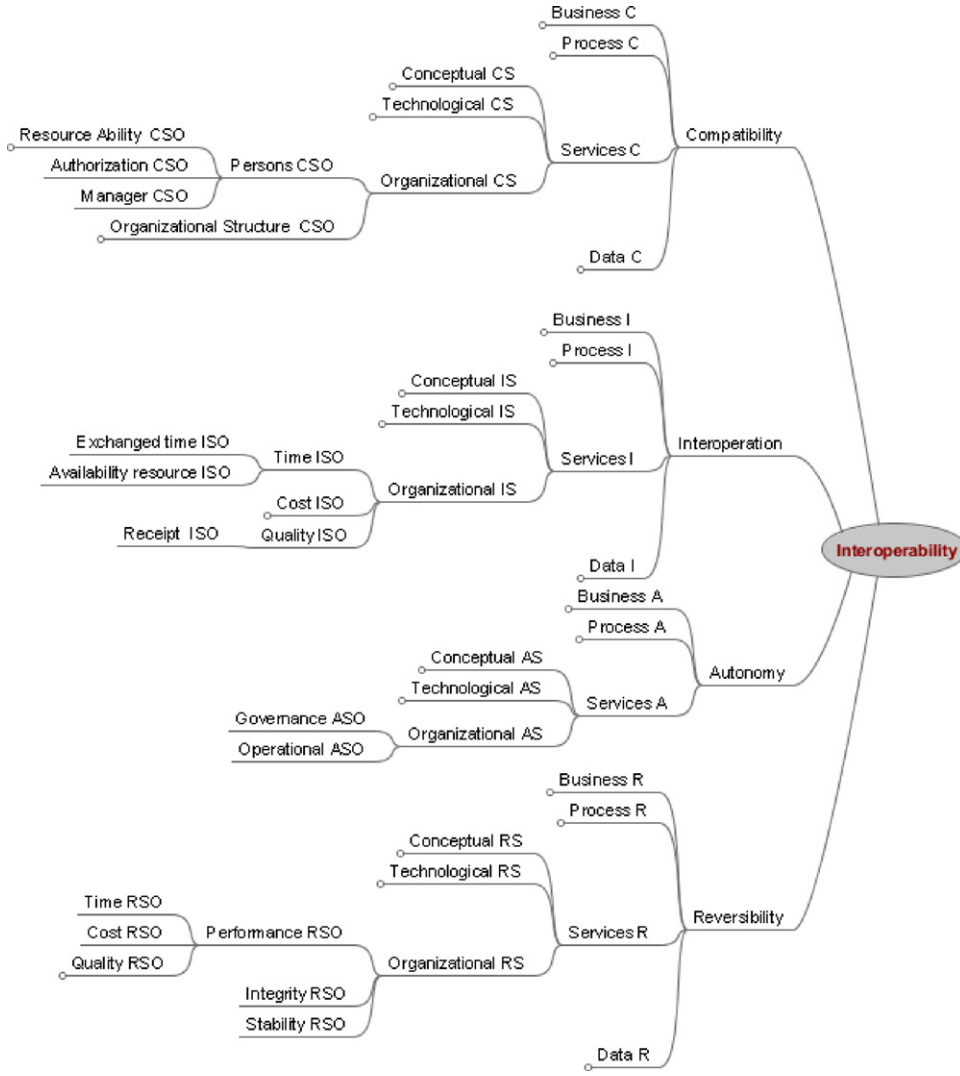 Business C
Process C
Conceptual CS
Technological CS
Resource Ability CSO
Compatibility
Services C
Authorization CSO
Persons CSO
Organizational CS
Manager CSO
Organizational Structure CSO
Data C
Business I
Process I
Conceptual IS
Technological IS
Exchanged time ISO
Interoperation
Time ISO
Services I
Availability resource ISO
Organizational IS
Cost ISO
Receipt ISO
Quality ISO
Interoperability
Data I
Business A
Process A
Conceptual AS
Autonomy
Technological AS
Services A
Governance ASO
Organizational AS
Operational ASO
Business R
Process R
Conceptual RS
Technological RS
Time RSO
Reversibility
Cost RSO
Performance RSO
Services R
Quality RSO
Organizational RS
Integrity RSO
Stability RSO
Data R